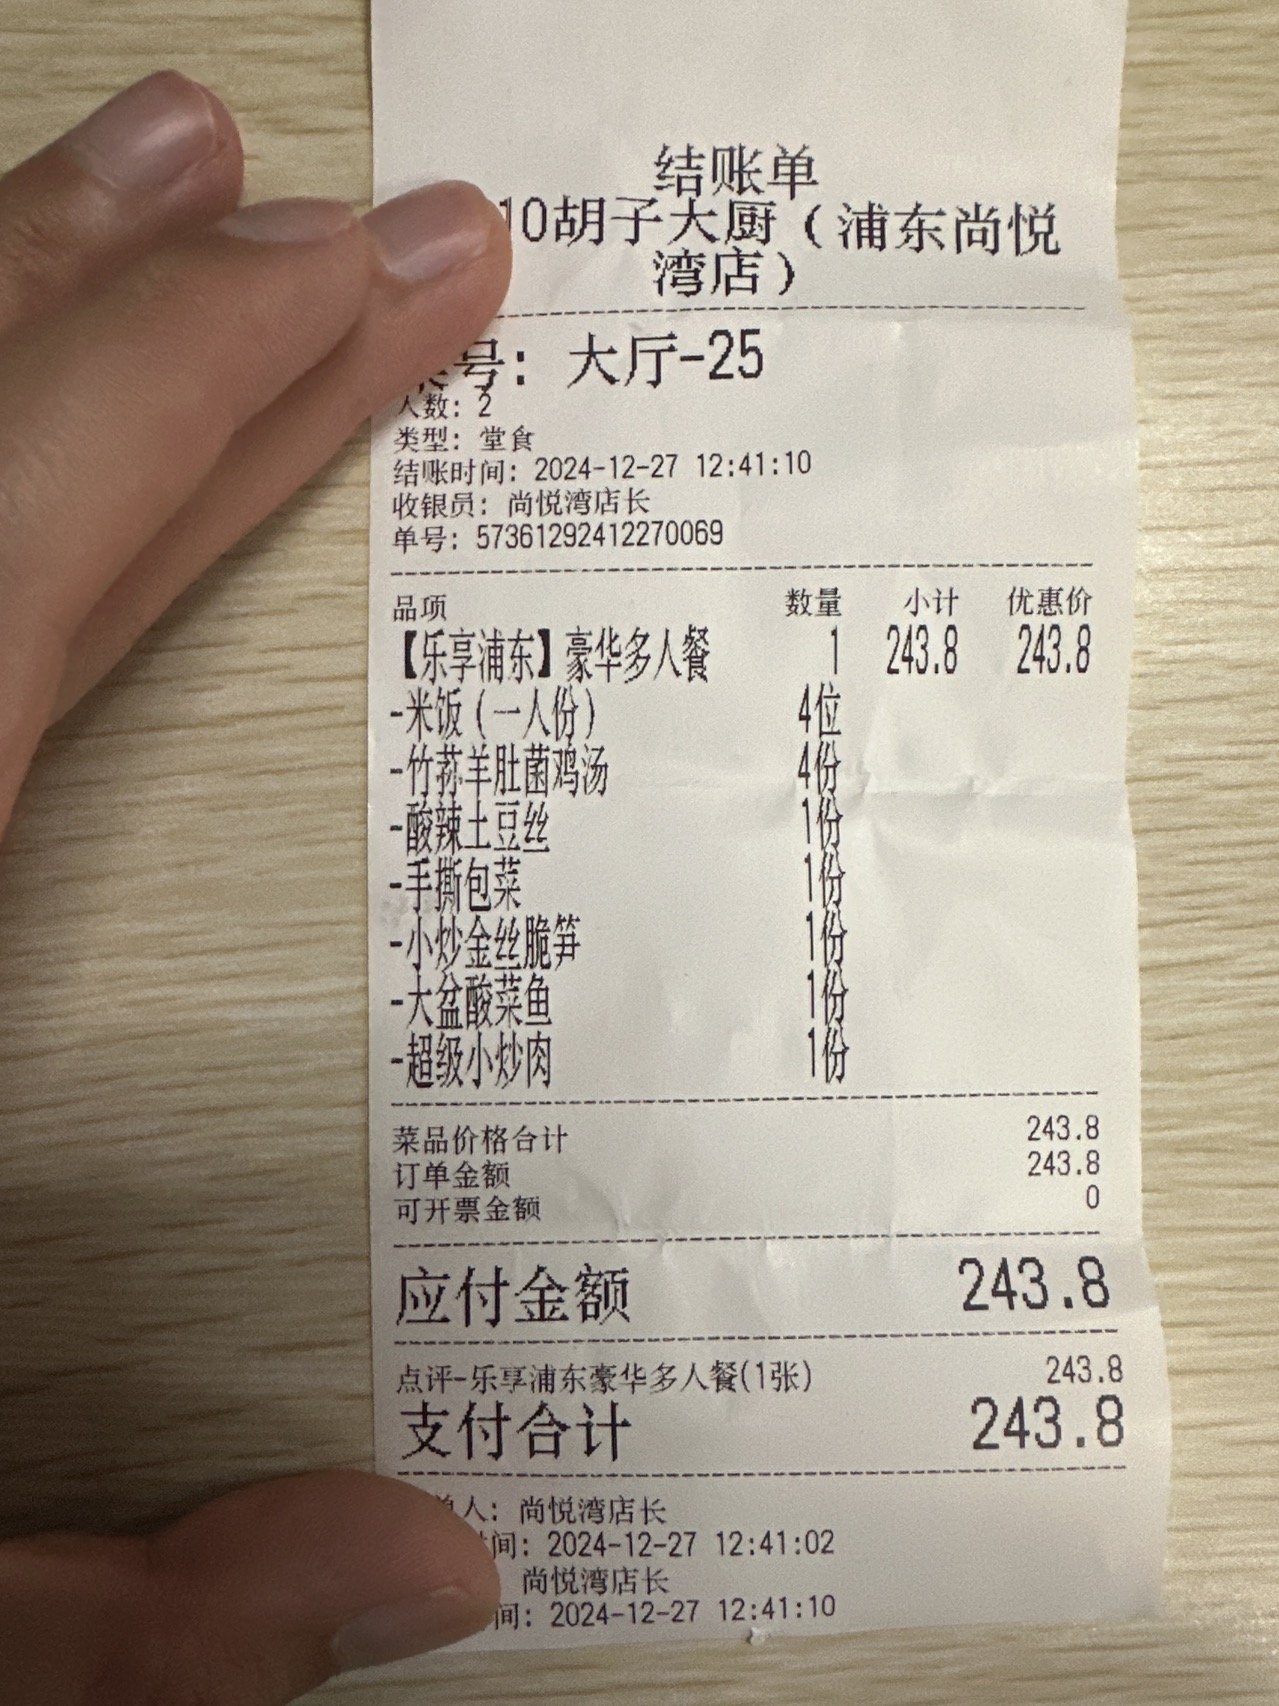 结账单
10胡子大厨（浦东尚悦
湾店）
号：大厅-25
人数：2
类型：堂食
结账时间：2024-12-27 12:41:10
收银员：尚悦湾店长
单号：57361292412270069
品项 数量 小计 优惠价
【乐享浦东】豪华多人餐 1 243.8 243.8
-米饭（一人份） 4位
-竹荪羊肚菌鸡汤 4份
-酸辣土豆丝 1份
-手撕包菜 1份
-小炒金丝脆笋 1份
-大盆酸菜鱼 1份
-超级小炒肉 1份
菜品价格合计 243.8
订单金额 243.8
可开票金额 0
应付金额 243.8
点评-乐享浦东豪华多人餐(1张) 243.8
支付合计 243.8
单人：尚悦湾店长
间：2024-12-27 12:41:02
尚悦湾店长
间：2024-12-27 12:41:10